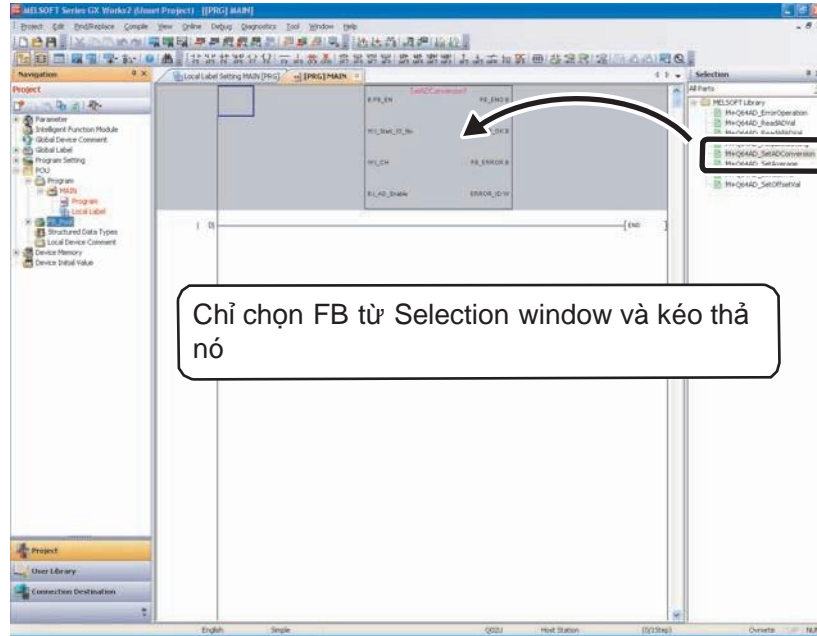 MELSOFT Series GX Works2 (Unset Project) - [[PRG] MAIN]
Project Edit Find/Replace Compile View Online Debug Diagnostics Tool Window Help
Navigation
Local Label Setting MAIN [PRG]
[PRG] MAIN
Selection
Project
All Parts
Parameter
Intelligent Function Module
Global Device Comment
Global Label
Program Setting
POU
Program
MAIN
Program
Local Label
FB_Pool
Structured Data Types
Local Device Comment
Device Memory
Device Initial Value
MELSOFT Library
M+Q64AD_ErrorOperation
M+Q64AD_ReadADVal
M+Q64AD_SetADConversion
M+Q64AD_SetAverage
M+Q64AD_SetOffsetVal
B:FB_EN
FB_ENO:B
W:i_Start_IO_No
W:i_CH
FB_ERROR:B
B:i_AD_Enable
ERROR_ID:W
END
Chỉ chọn FB từ Selection window và kéo thả
nó
Project
User Library
Connection Destination
English Simple Q02U Host Station